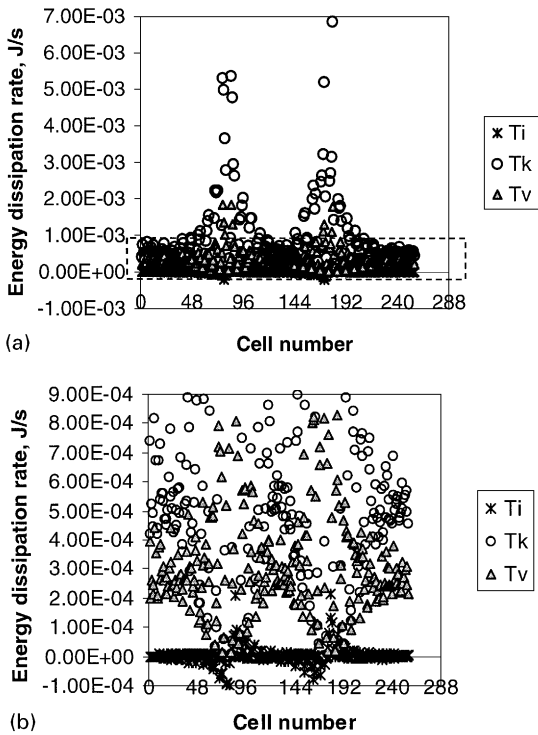 7.00E-03
6.00E-03
5.00E-03
4.00E-03
3.00E-03
2.00E-03
1.00E-03
0.00E+00
-1.00E-03
Energy dissipation rate, J/s
0 48 96 144 192 240 288
Cell number
Ti
Tk
Tv
(a)
9.00E-04
8.00E-04
7.00E-04
6.00E-04
5.00E-04
4.00E-04
3.00E-04
2.00E-04
1.00E-04
0.00E+00
-1.00E-04
Energy dissipation rate, J/s
0 48 96 144 192 240 288
Cell number
Ti
Tk
Tv
(b)